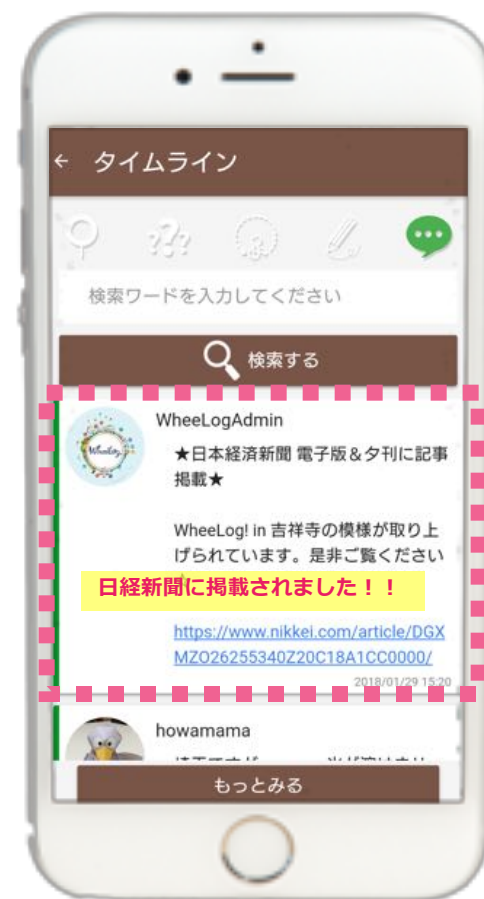 ← タイムライン
検索ワードを入力してください
検索する
WheeLogAdmin
WheeLog
★日本経済新聞 電子版＆夕刊に記事
掲載★
WheeLog! in 吉祥寺の模様が取り上
げられています。是非ご覧ください
日経新聞に掲載されました！！
https://www.nikkei.com/article/DGX
MZO26255340Z20C18A1CC0000/
2018/01/29 15:20
howamama
もっとみる